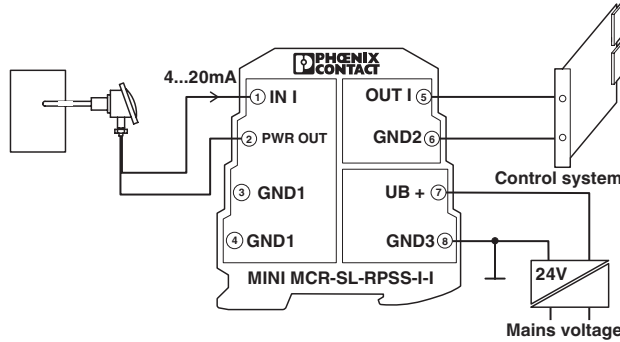 PHOENIX
CONTACT
4...20mA
1 IN I
OUT I 5
2 PWR OUT
GND2 6
Control system
3 GND1
UB + 7
4 GND1
GND3 8
24V
MINI MCR-SL-RPSS-I-I
Mains voltage